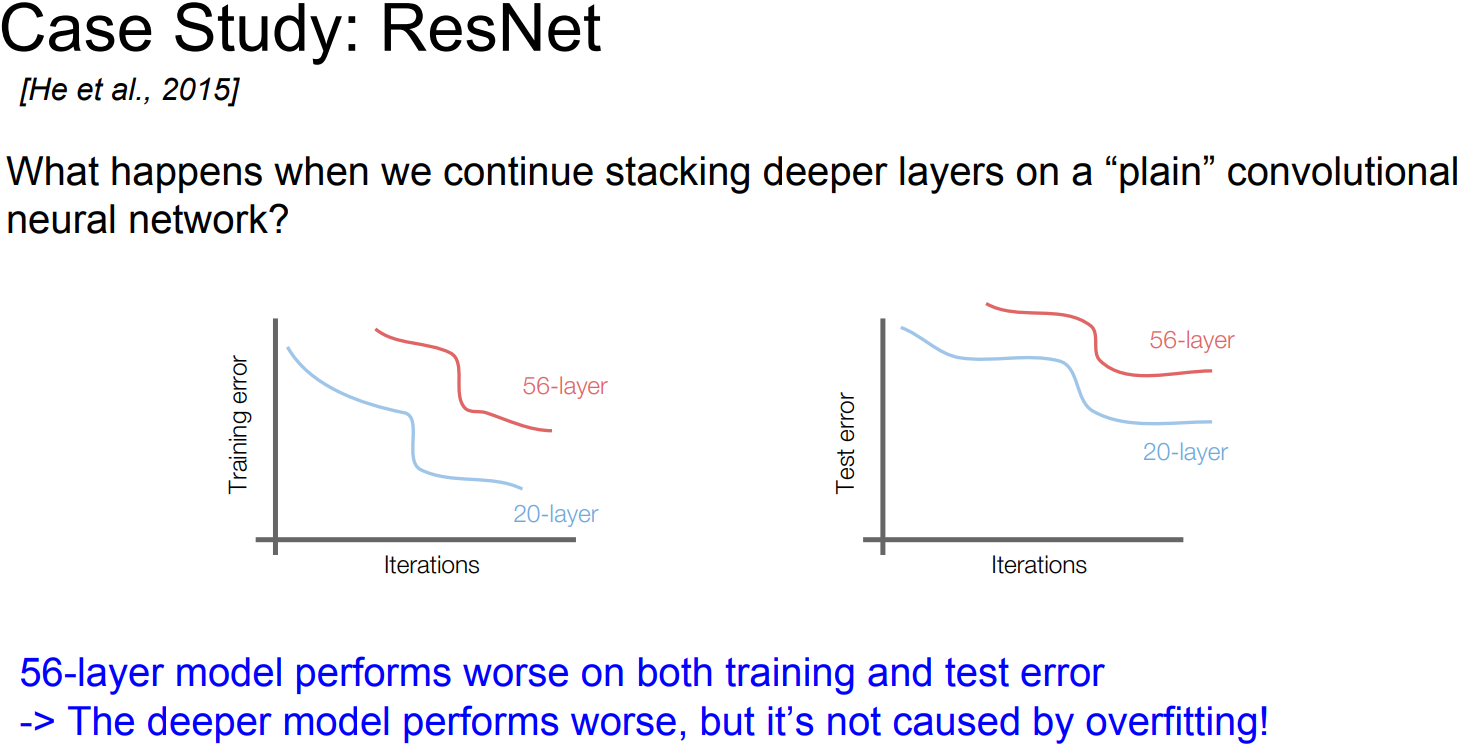 Case Study: ResNet
[He et al., 2015]
What happens when we continue stacking deeper layers on a “plain” convolutional
neural network?
Training error
56-layer
20-layer
Iterations
Test error
56-layer
20-layer
Iterations
56-layer model performs worse on both training and test error
-> The deeper model performs worse, but it’s not caused by overfitting!